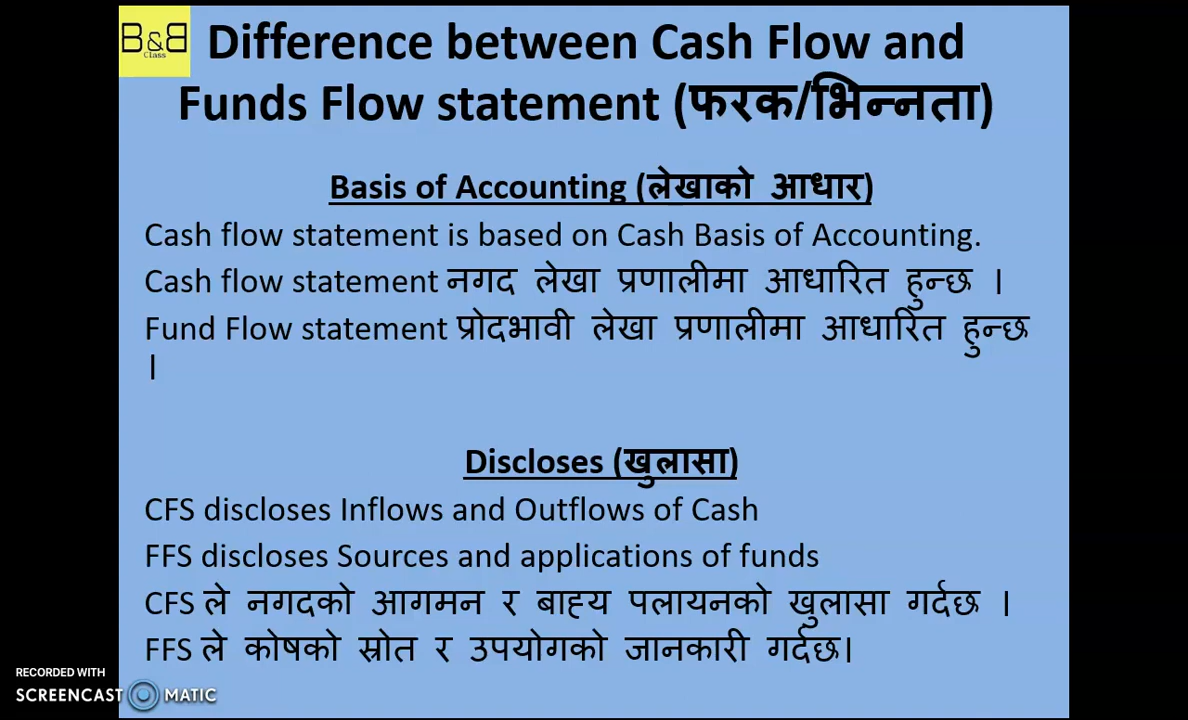 B&B
Class
Difference between Cash Flow and
Funds Flow statement (फरक/भिन्नता)
Basis of Accounting (लेखाको आधार)
Cash flow statement is based on Cash Basis of Accounting.
Cash flow statement नगद लेखा प्रणालीमा आधारित हुन्छ ।
Fund Flow statement प्रोदभावी लेखा प्रणालीमा आधारित हुन्छ
।
Discloses (खुलासा)
CFS discloses Inflows and Outflows of Cash
FFS discloses Sources and applications of funds
CFS ले नगदको आगमन र बाह्य पलायनको खुलासा गर्दछ ।
FFS ले कोषको स्रोत र उपयोगको जानकारी गर्दछ।
RECORDED WITH
SCREENCAST MATIC